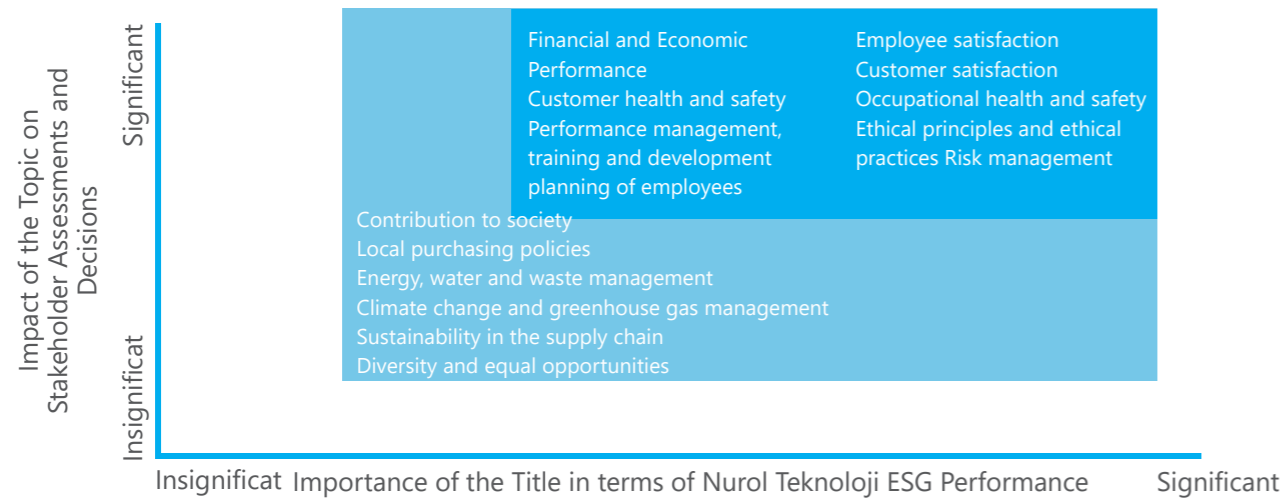 Impact of the Topic on
Stakeholder Assessments and
Decisions
Significant
Insignificat
Financial and Economic
Performance
Customer health and safety
Performance management,
training and development
planning of employees
Employee satisfaction
Customer satisfaction
Occupational health and safety
Ethical principles and ethical
practices Risk management
Contribution to society
Local purchasing policies
Energy, water and waste management
Climate change and greenhouse gas management
Sustainability in the supply chain
Diversity and equal opportunities
Insignificat
Importance of the Title in terms of Nurol Teknoloji ESG Performance
Significant